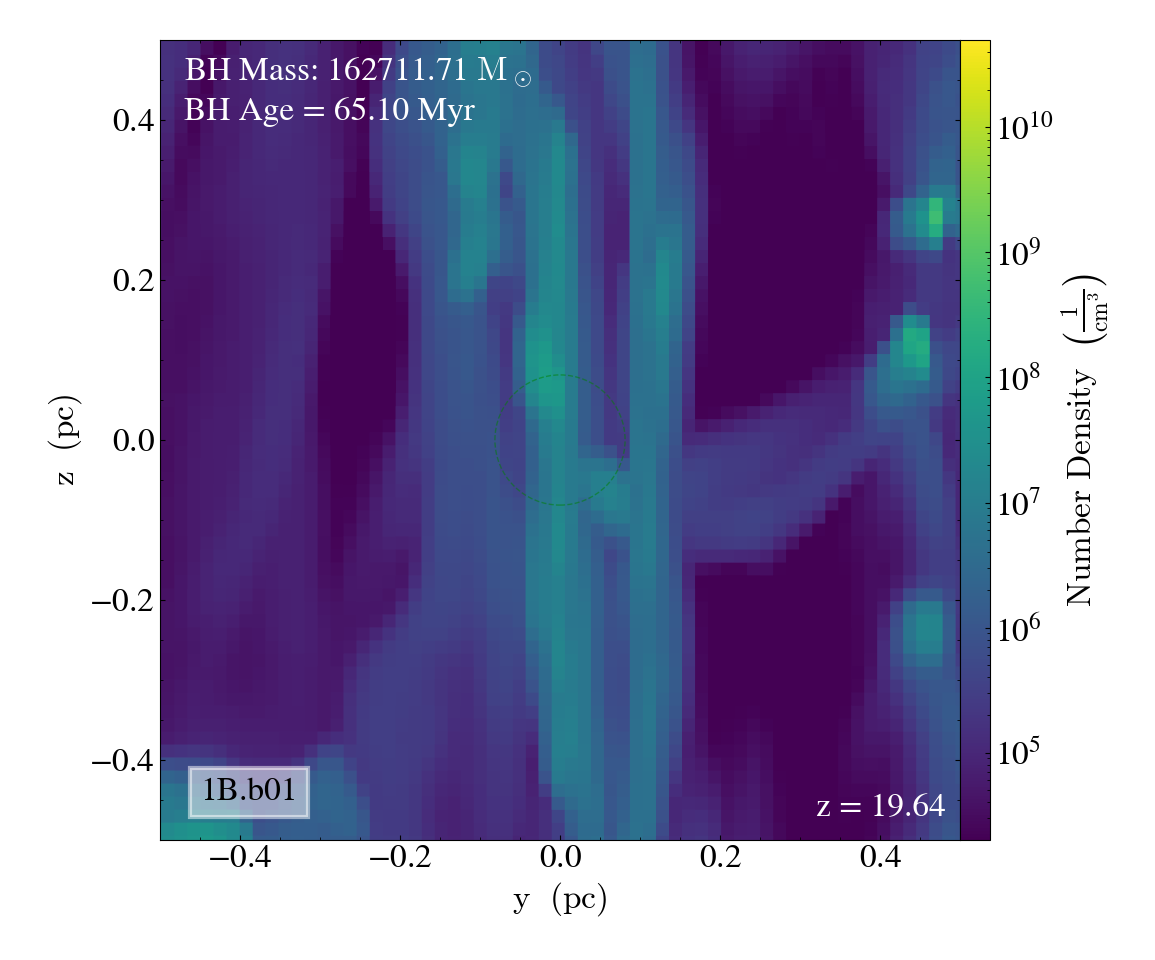 BH Mass: 162711.71 M⊙
BH Age = 65.10 Myr
0.4
0.2
0.0
−0.2
−0.4
z (pc)
1B.b01
z = 19.64
−0.4 −0.2 0.0 0.2 0.4
y (pc)
10^10
10^9
10^8
10^7
10^6
10^5
Number Density (1/cm^3)